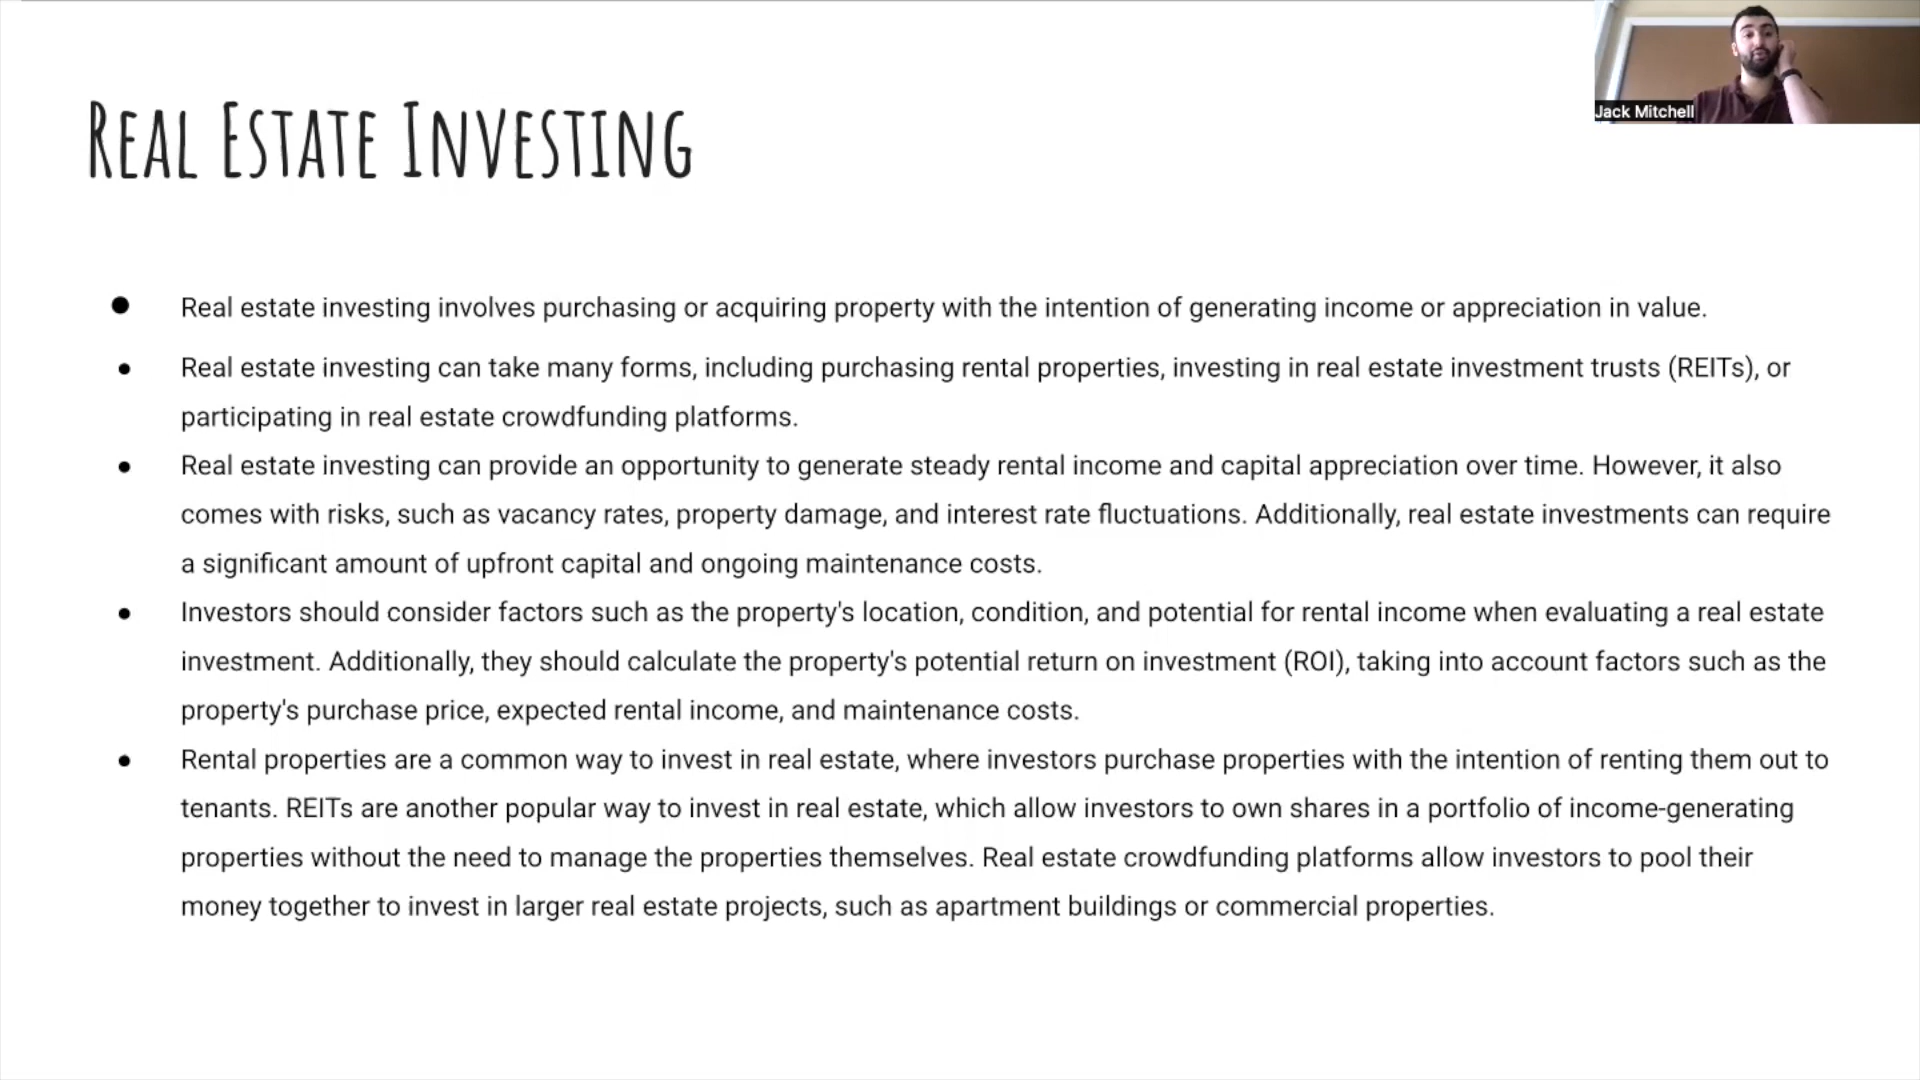 Jack Mitchell
Real Estate Investing
● Real estate investing involves purchasing or acquiring property with the intention of generating income or appreciation in value.
● Real estate investing can take many forms, including purchasing rental properties, investing in real estate investment trusts (REITs), or
participating in real estate crowdfunding platforms.
● Real estate investing can provide an opportunity to generate steady rental income and capital appreciation over time. However, it also
comes with risks, such as vacancy rates, property damage, and interest rate fluctuations. Additionally, real estate investments can require
a significant amount of upfront capital and ongoing maintenance costs.
● Investors should consider factors such as the property's location, condition, and potential for rental income when evaluating a real estate
investment. Additionally, they should calculate the property's potential return on investment (ROI), taking into account factors such as the
property's purchase price, expected rental income, and maintenance costs.
● Rental properties are a common way to invest in real estate, where investors purchase properties with the intention of renting them out to
tenants. REITs are another popular way to invest in real estate, which allow investors to own shares in a portfolio of income-generating
properties without the need to manage the properties themselves. Real estate crowdfunding platforms allow investors to pool their
money together to invest in larger real estate projects, such as apartment buildings or commercial properties.